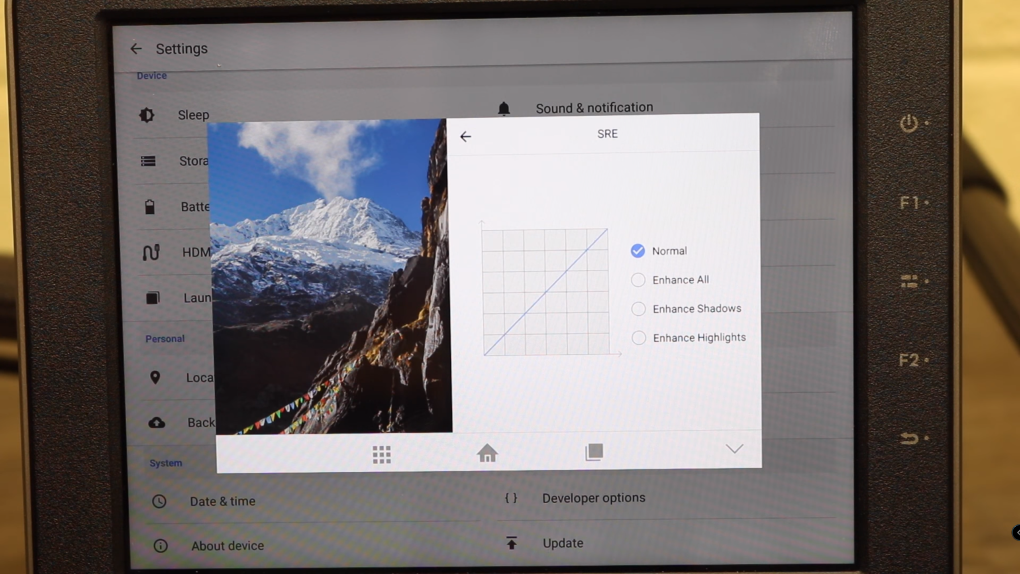 Settings
Device
Sleep
Sound & notification
Stora
Batte
HDM
Laun
Personal
Loca
Back
System
Date & time
{ } Developer options
About device
Update
SRE
Normal
Enhance All
Enhance Shadows
Enhance Highlights
F1
F2